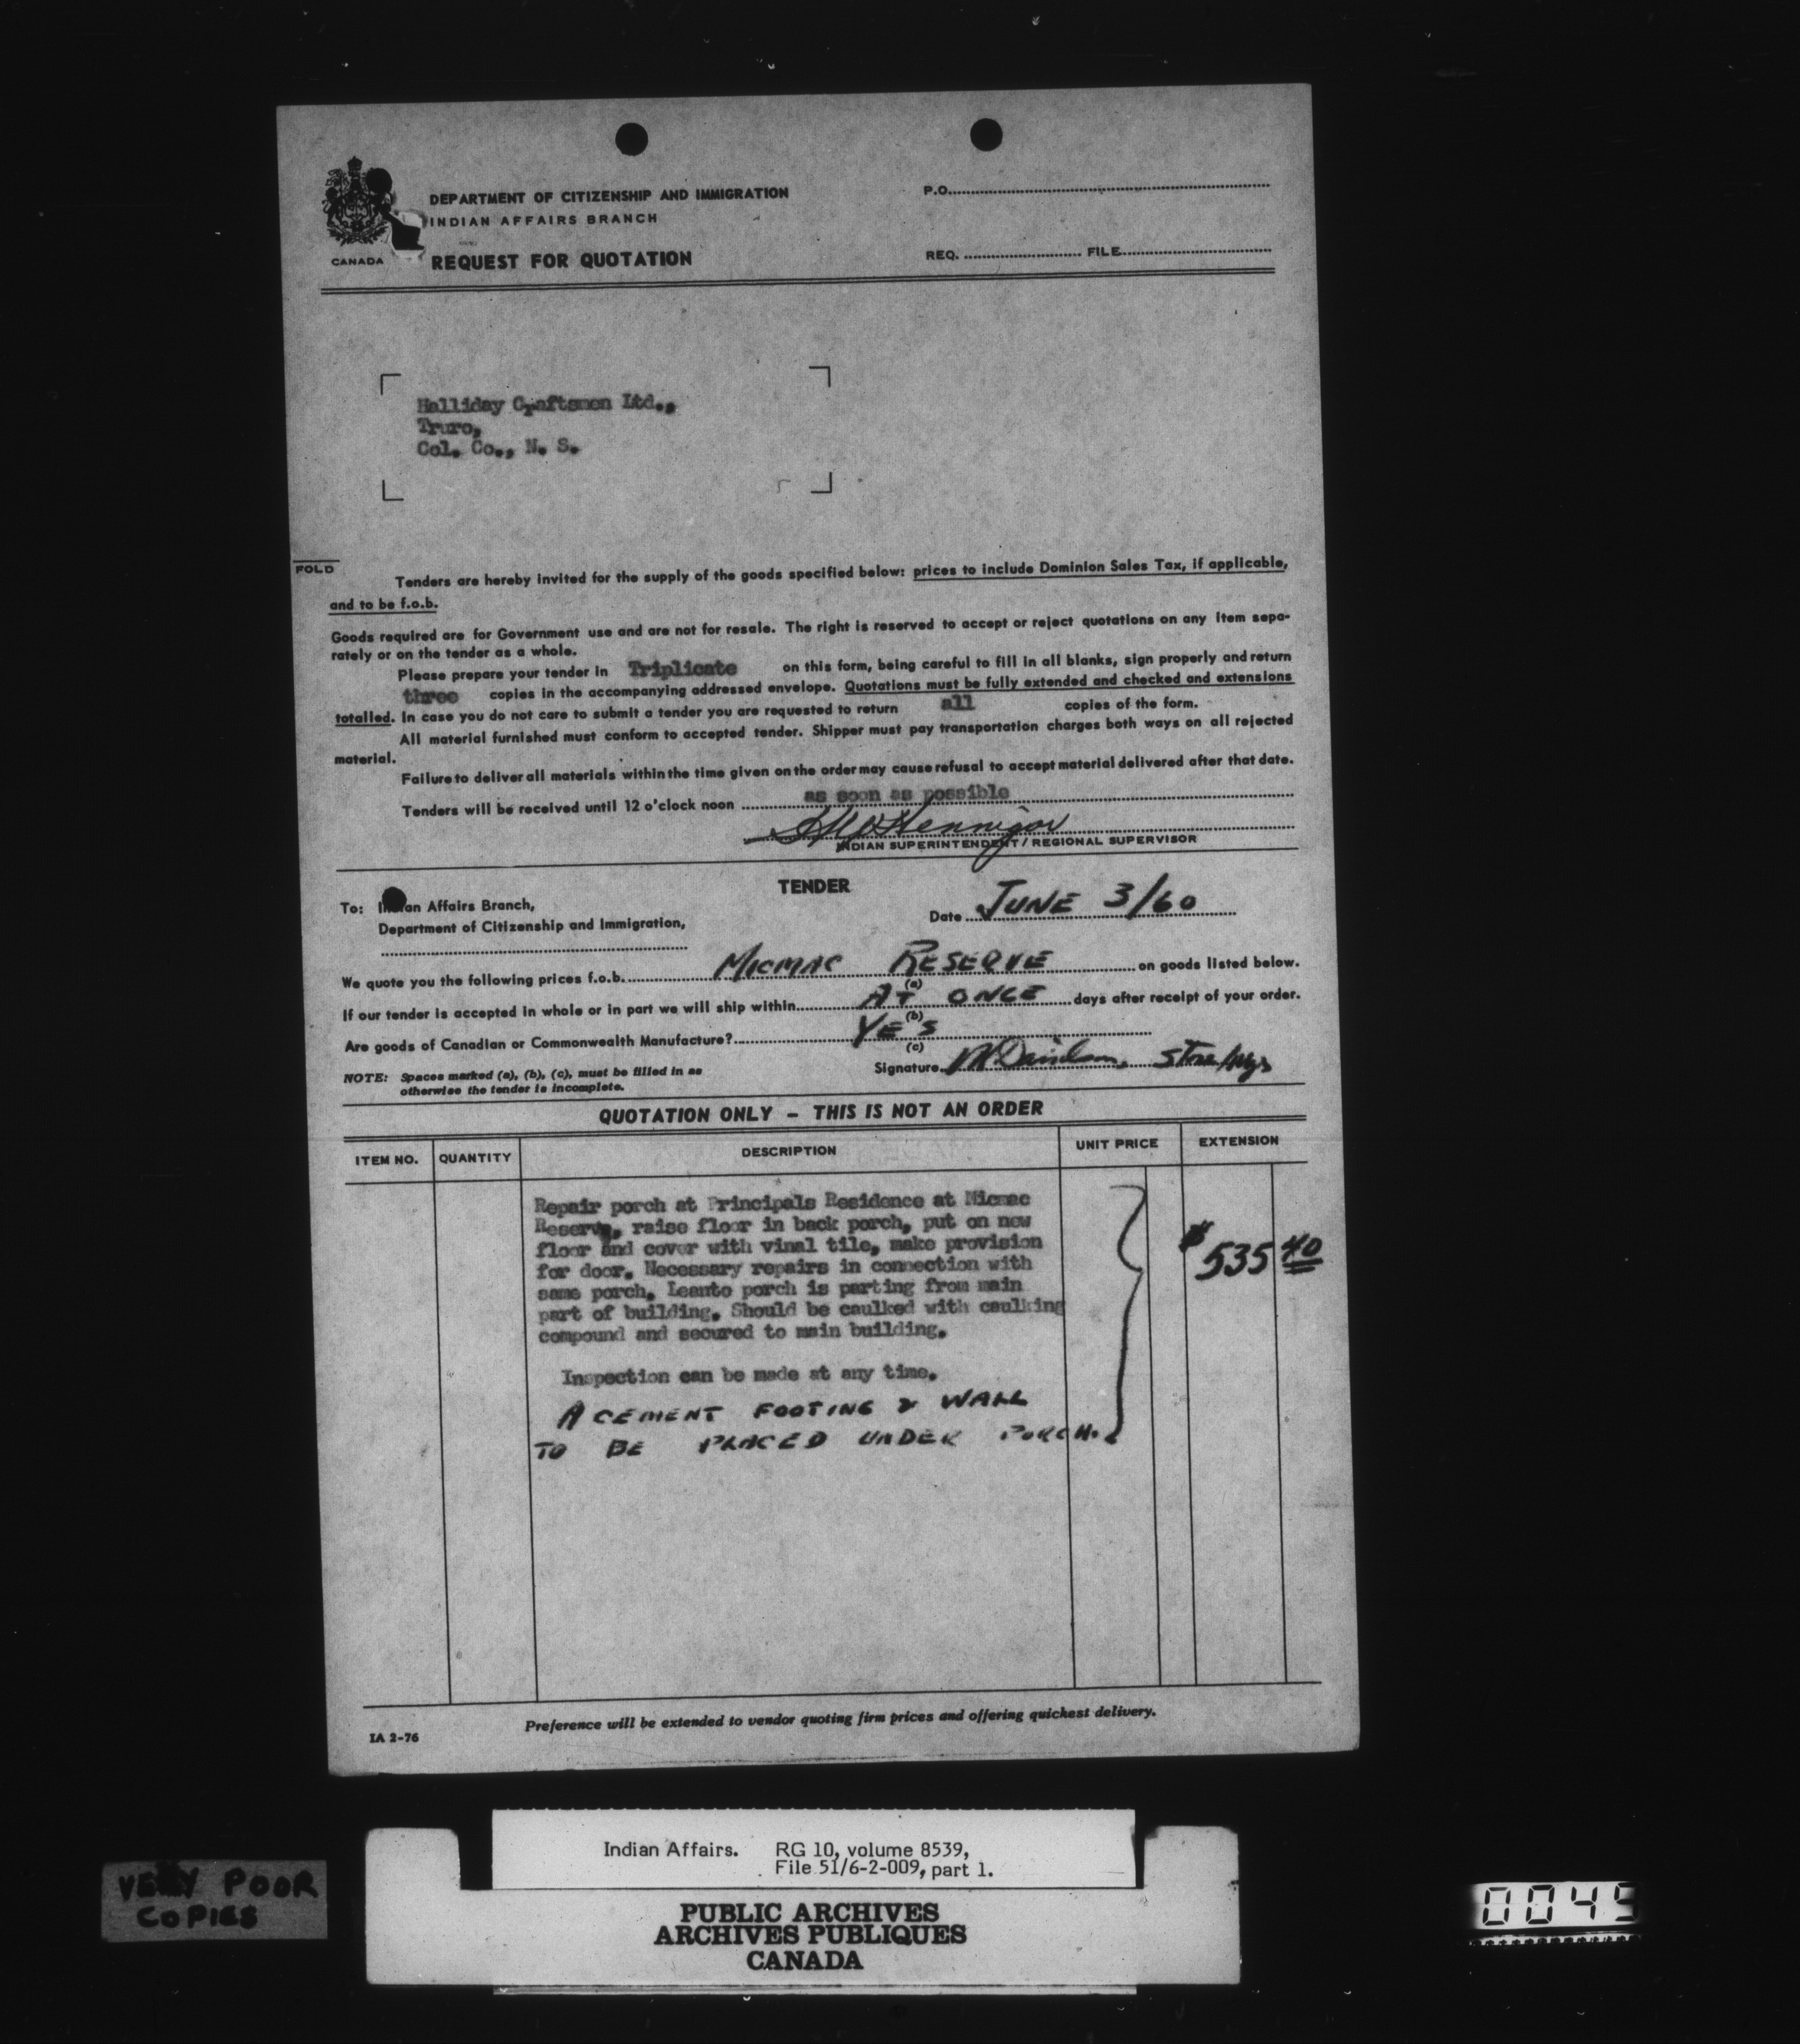 DEPARTMENT OF CITIZENSHIP AND IMMIGRATION
INDIAN AFFAIRS BRANCH
CANADA
REQUEST FOR QUOTATION
P.O.
REQ. FILE
Halliday Craftsmen Ltd.,
Truro,
Col. Co., N. S.
FOLD
Tenders are hereby invited for the supply of the goods specified below: prices to include Dominion Sales Tax, if applicable,
and to be f.o.b.
Goods required are for Government use and are not for resale. The right is reserved to accept or reject quotations on any item sepa-
rately or on the tender as a whole.
Please prepare your tender in Triplicate on this form, being careful to fill in all blanks, sign properly and return
three copies in the accompanying addressed envelope. Quotations must be fully extended and checked and extensions
totalled. In case you do not care to submit a tender you are requested to return all copies of the form.
All material furnished must conform to accepted tender. Shipper must pay transportation charges both ways on all rejected
material.
Failure to deliver all materials within the time given on the order may cause refusal to accept material delivered after that date.
Tenders will be received until 12 o'clock noon as soon as possible
INDIAN SUPERINTENDENT / REGIONAL SUPERVISOR
TENDER
To: Indian Affairs Branch,
Department of Citizenship and Immigration,
Date JUNE 3/60
We quote you the following prices f.o.b. MICMAC RESERVE on goods listed below.
(a)
If our tender is accepted in whole or in part we will ship within AT ONCE days after receipt of your order.
(b)
Are goods of Canadian or Commonwealth Manufacture? YES
(c)
Signature
NOTE: Spaces marked (a), (b), (c), must be filled in as
otherwise the tender is incomplete.
QUOTATION ONLY – THIS IS NOT AN ORDER
ITEM NO. QUANTITY DESCRIPTION UNIT PRICE EXTENSION
Repair porch at Principals Residence at Micmac
Reserve, raise floor in back porch, put on new
floor and cover with vinal tile, make provision
for door. Necessary repairs in connection with
same porch. Leanto porch is parting from main
part of building. Should be caulked with caulking
compound and secured to main building.
$535 40
Inspection can be made at any time.
A CEMENT FOOTING & WALL
TO BE PLACED UNDER PORCH.
Preference will be extended to vendor quoting firm prices and offering quickest delivery.
IA 2-76
Indian Affairs. RG 10, volume 8539,
File 51/6-2-009, part 1.
PUBLIC ARCHIVES
ARCHIVES PUBLIQUES
CANADA
VERY POOR
COPIES
0045